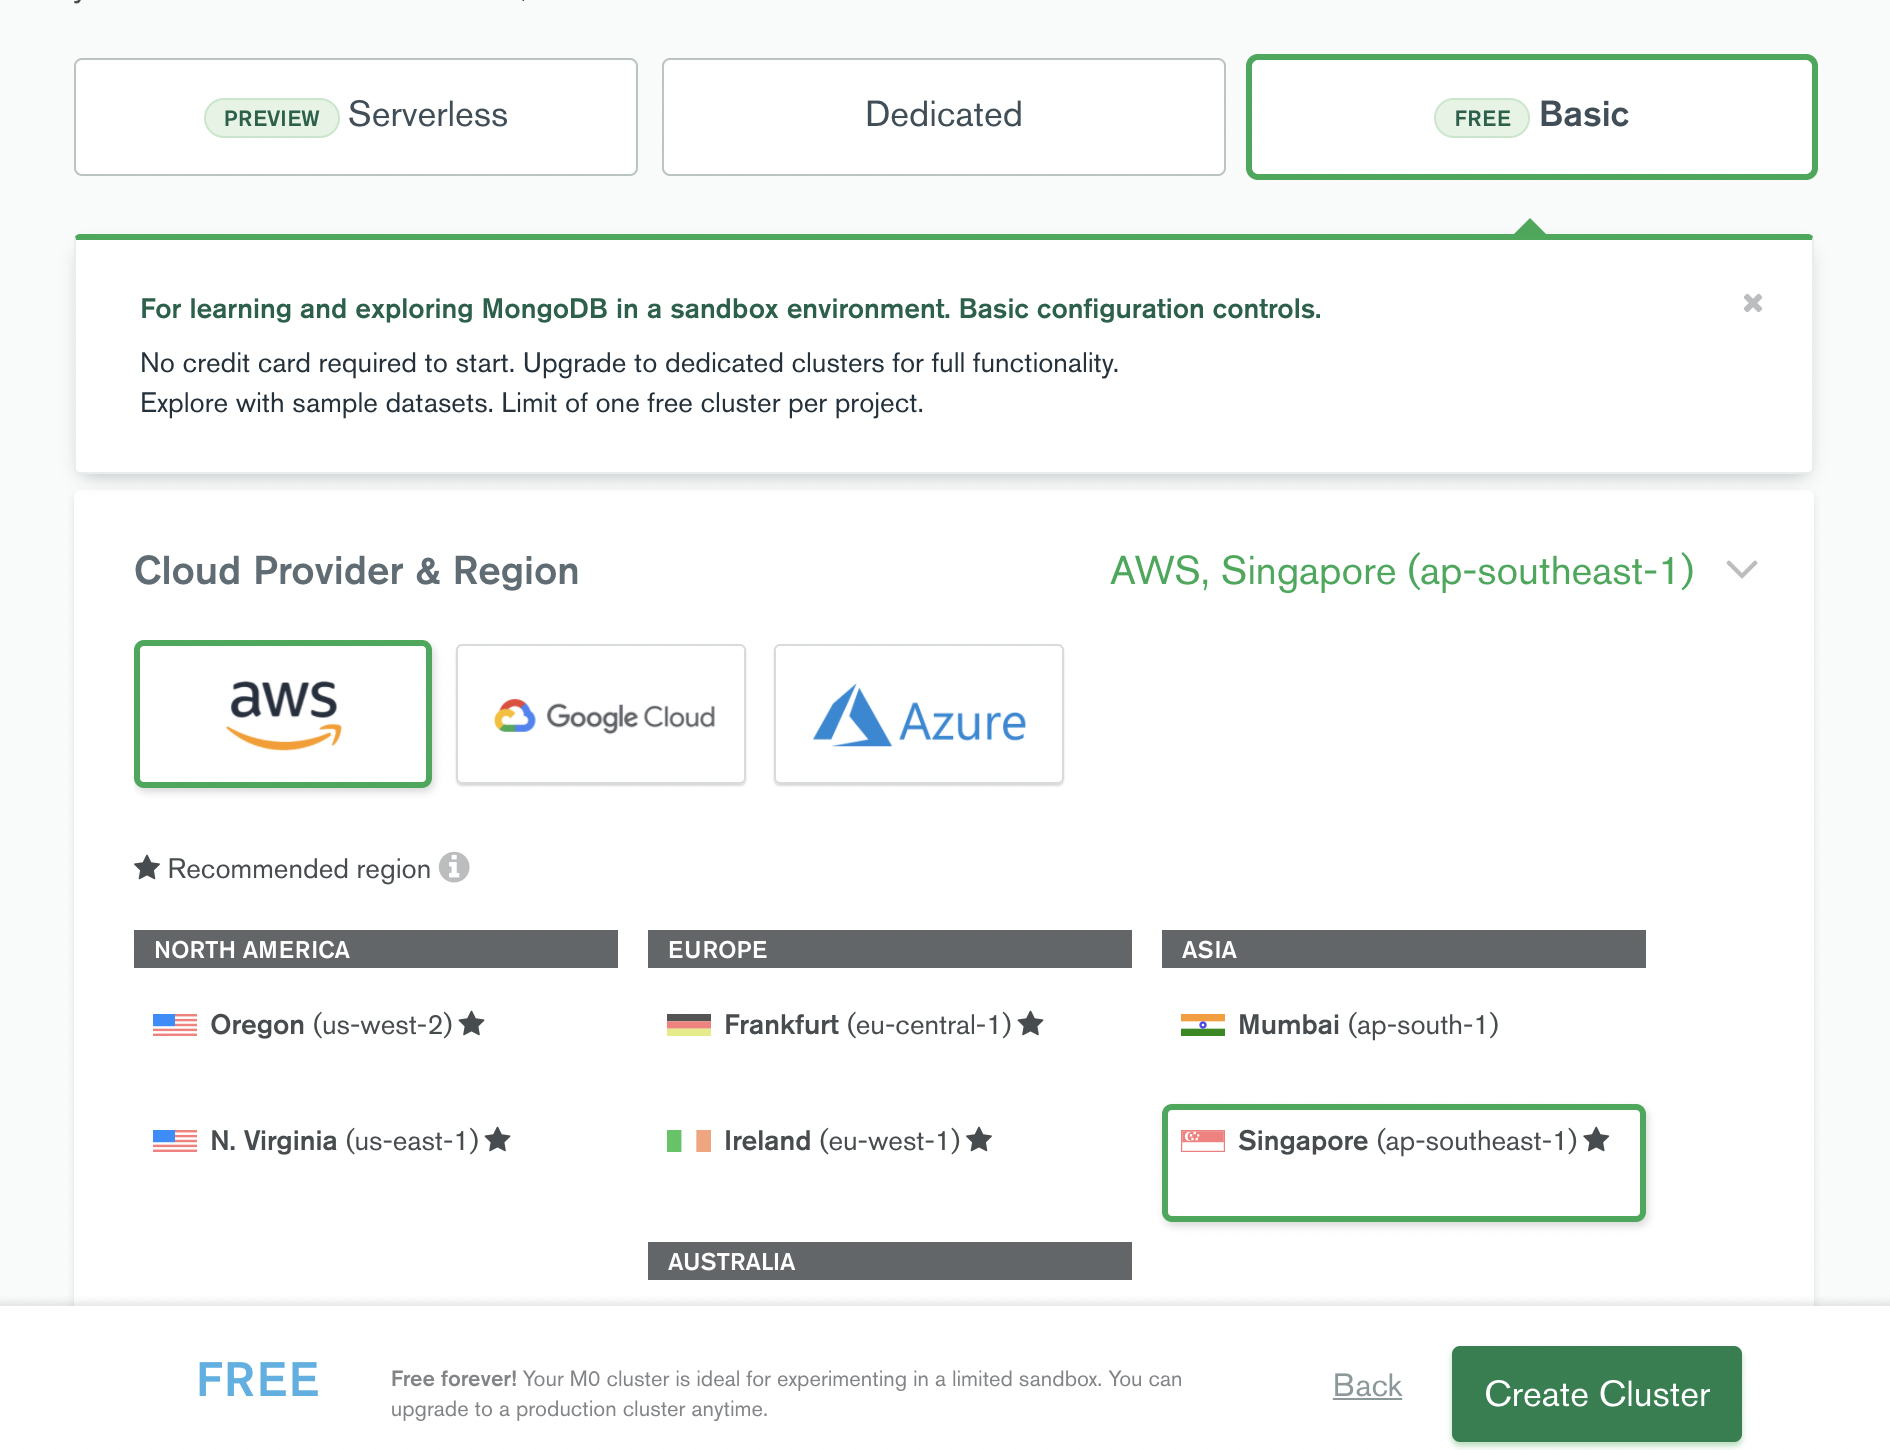 PREVIEW Serverless
Dedicated
FREE Basic
For learning and exploring MongoDB in a sandbox environment. Basic configuration controls.
No credit card required to start. Upgrade to dedicated clusters for full functionality.
Explore with sample datasets. Limit of one free cluster per project.
Cloud Provider & Region
AWS, Singapore (ap-southeast-1)
aws
Google Cloud
Azure
★ Recommended region
NORTH AMERICA
Oregon (us-west-2) ★
N. Virginia (us-east-1) ★
EUROPE
Frankfurt (eu-central-1) ★
Ireland (eu-west-1) ★
AUSTRALIA
ASIA
Mumbai (ap-south-1)
Singapore (ap-southeast-1) ★
FREE
Free forever! Your M0 cluster is ideal for experimenting in a limited sandbox. You can
upgrade to a production cluster anytime.
Back
Create Cluster